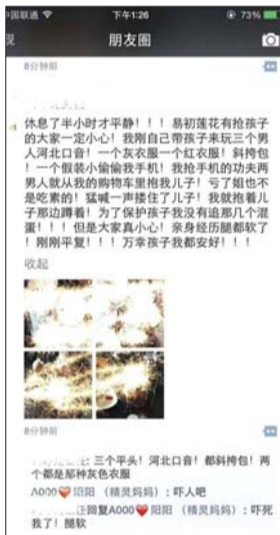 中国联通
下午1:26
73%
朋友圈
8分钟前
休息了半小时才平静！！！易初莲花有抢孩子
的大家一定小心！我刚自己带孩子来玩三个男
人河北口音！一个灰衣服一个红衣服！斜挎包
！一个假装小偷偷我手机！我抢手机的功夫两
男人就从我的购物车里抱我儿子！亏了姐也不
是吃素的！猛喊一声搂住了儿子！我就抱着儿
子那边蹲着！为了保护孩子我没有追那几个混
蛋！！！但是大家真小心！亲身经历腿都软了
！刚刚平复！！万幸孩子我都安好！！！
收起
8分钟前
：三个平头！河北口音！都斜挎包！两
个都是那种灰色衣服
A000❤️阳阳（精灵妈妈）：吓人吧
回复A000❤️阳阳（精灵妈妈）：吓死
我了！腿软